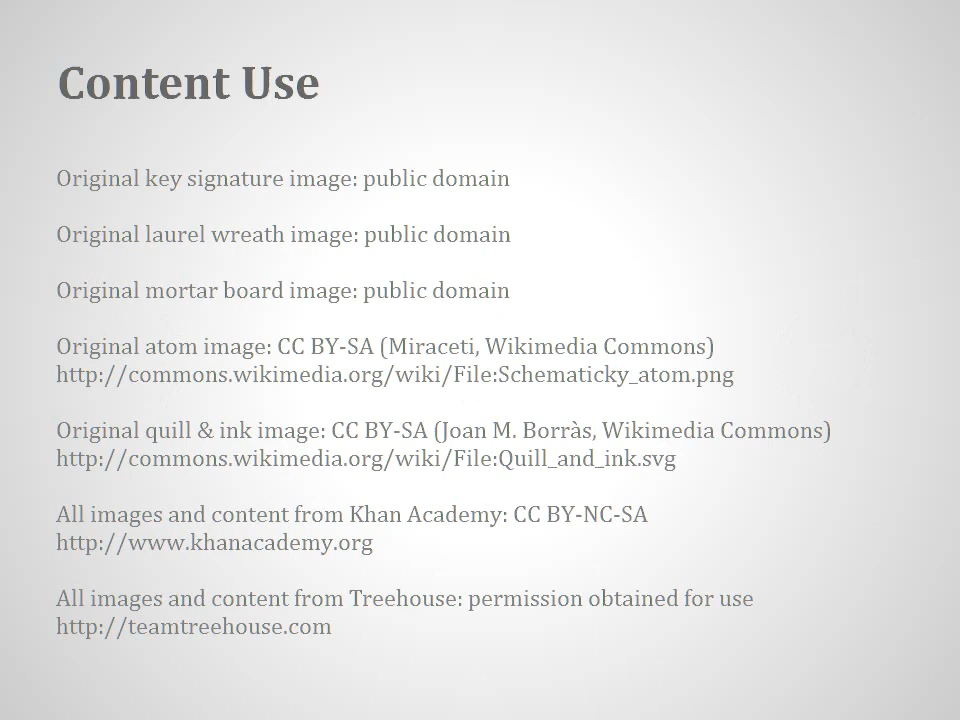 Content Use
Original key signature image: public domain
Original laurel wreath image: public domain
Original mortar board image: public domain
Original atom image: CC BY-SA (Miraceti, Wikimedia Commons)
http://commons.wikimedia.org/wiki/File:Schematicky_atom.png
Original quill & ink image: CC BY-SA (Joan M. Borràs, Wikimedia Commons)
http://commons.wikimedia.org/wiki/File:Quill_and_ink.svg
All images and content from Khan Academy: CC BY-NC-SA
http://www.khanacademy.org
All images and content from Treehouse: permission obtained for use
http://teamtreehouse.com